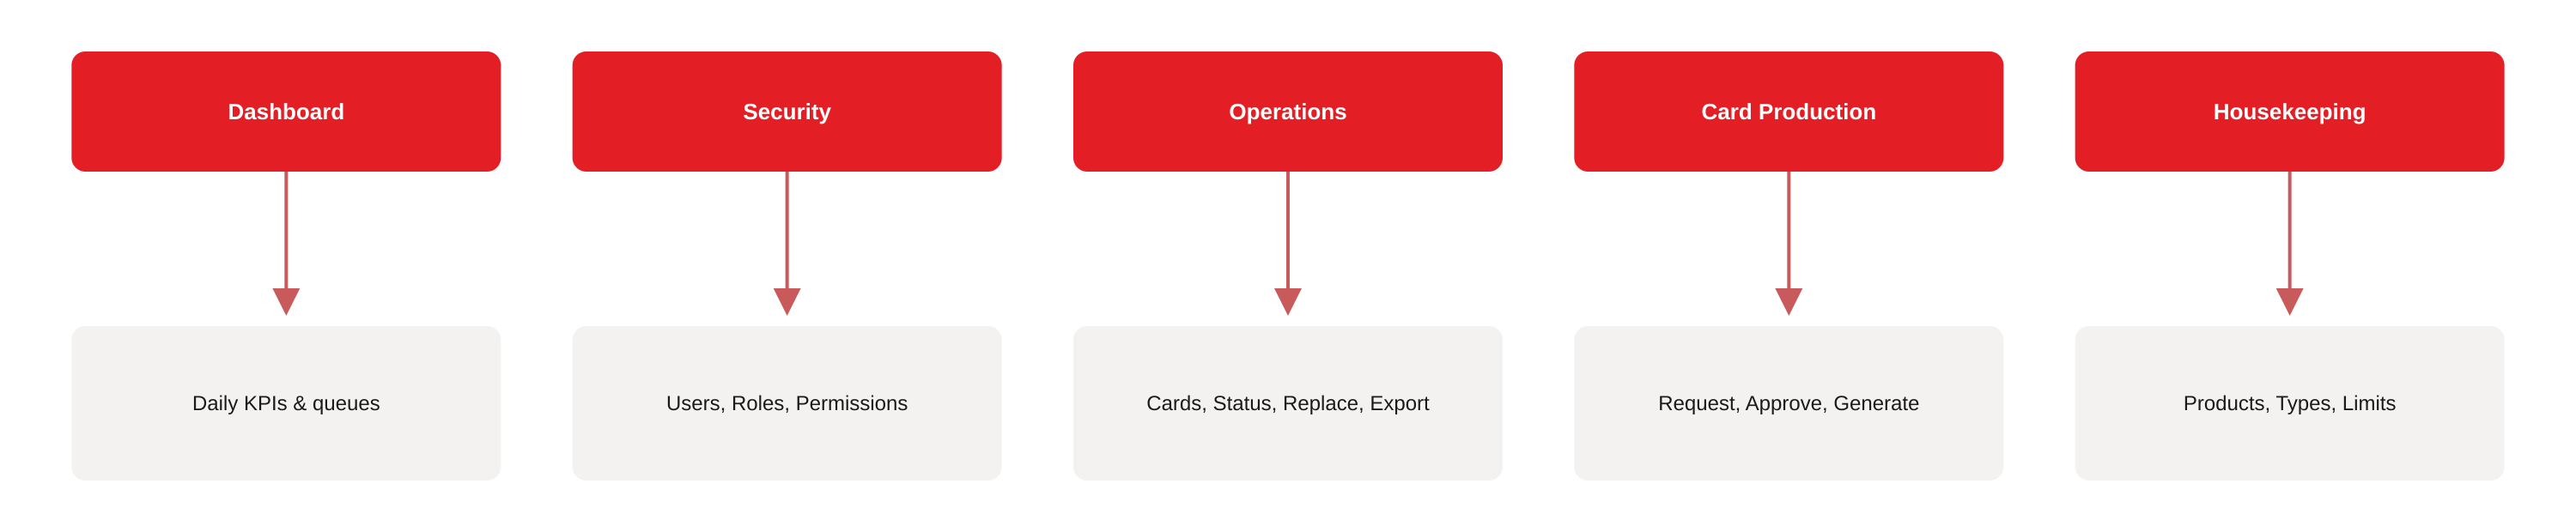 Dashboard
Security
Operations
Card Production
Housekeeping
Daily KPIs & queues
Users, Roles, Permissions
Cards, Status, Replace, Export
Request, Approve, Generate
Products, Types, Limits